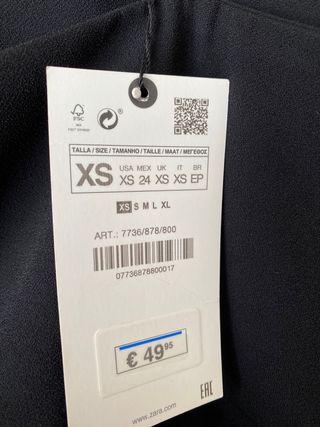 FSC
TALLA / SIZE / TAMANHO / TAILLE / MAAT / ΜΕΓΕΘΟΣ
XS
USA MEX UK IT BR
XS 24 XS XS EP
XS S M L XL
ART.: 7736/878/800
07736878800017
€ 49 95
EAC
www.zara.com